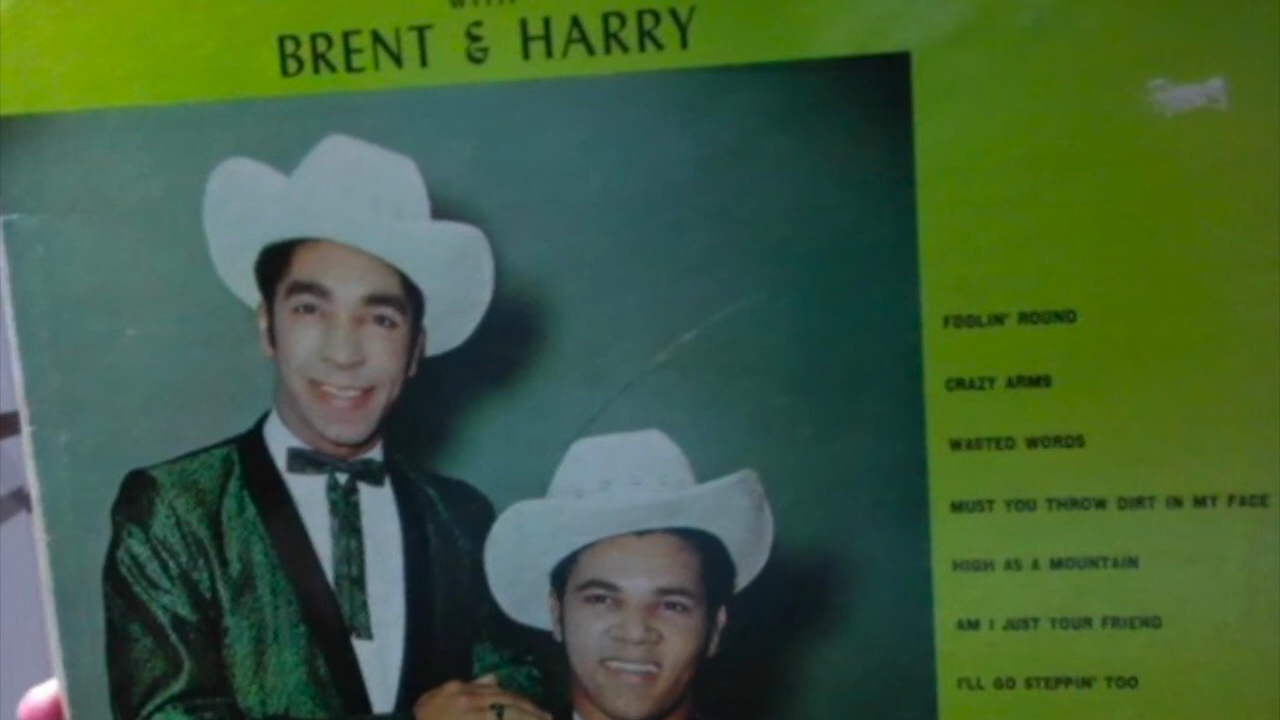 WITH
BRENT & HARRY
FOOLIN' ROUND
CRAZY ARMS
WASTED WORDS
MUST YOU THROW DIRT IN MY FACE
HIGH AS A MOUNTAIN
AM I JUST YOUR FRIEND
I'LL GO STEPPIN' TOO